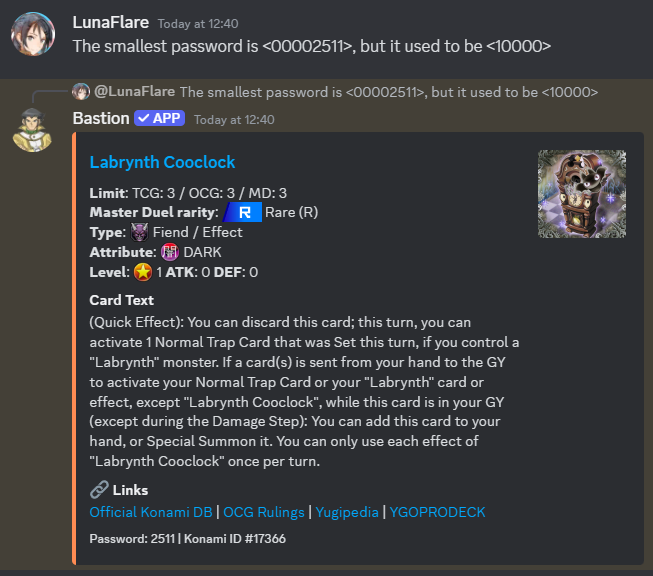 LunaFlare Today at 12:40
The smallest password is <00002511>, but it used to be <10000>
@LunaFlare The smallest password is <00002511>, but it used to be <10000>
Bastion ✓ APP Today at 12:40
Labrynth Cooclock
Limit: TCG: 3 / OCG: 3 / MD: 3
Master Duel rarity: R Rare (R)
Type: Fiend / Effect
Attribute: DARK
Level: 1 ATK: 0 DEF: 0
Card Text
(Quick Effect): You can discard this card; this turn, you can
activate 1 Normal Trap Card that was Set this turn, if you control a
"Labrynth" monster. If a card(s) is sent from your hand to the GY
to activate your Normal Trap Card or your "Labrynth" card or
effect, except "Labrynth Cooclock", while this card is in your GY
(except during the Damage Step): You can add this card to your
hand, or Special Summon it. You can only use each effect of
"Labrynth Cooclock" once per turn.
Links
Official Konami DB | OCG Rulings | Yugipedia | YGOPRODECK
Password: 2511 | Konami ID #17366